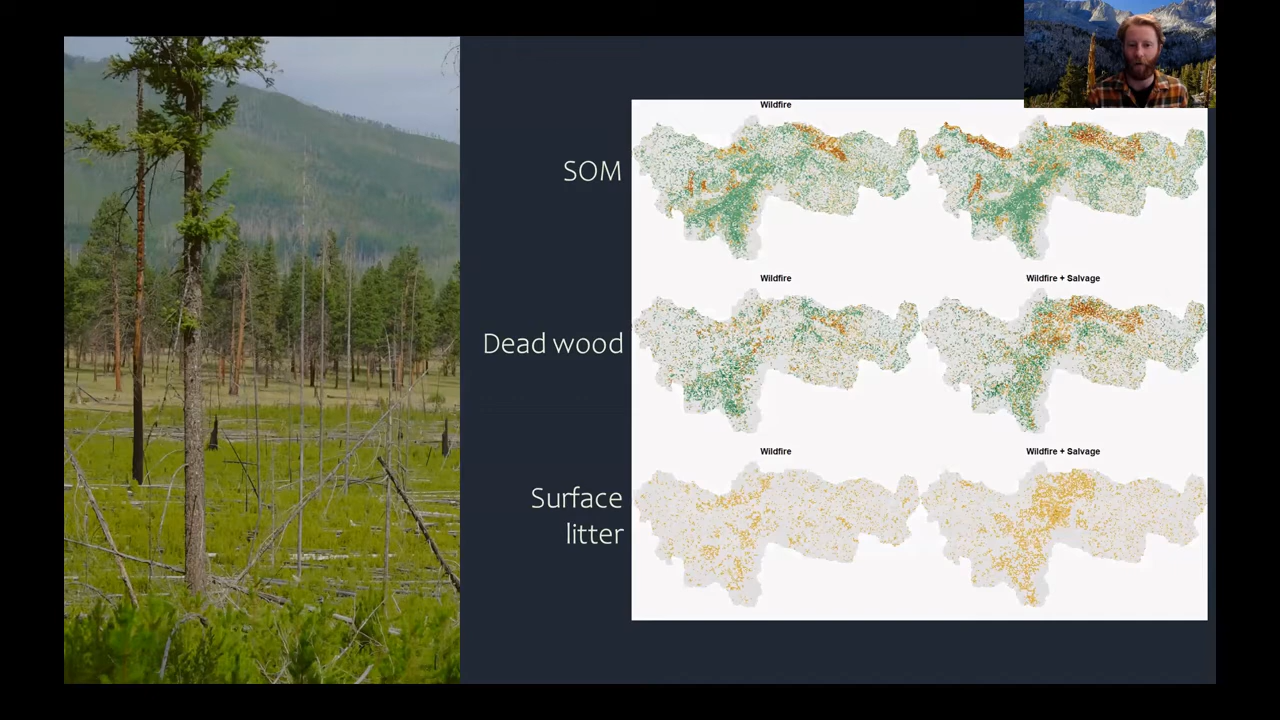 Wildfire
SOM
Wildfire
Wildfire + Salvage
Dead wood
Wildfire
Wildfire + Salvage
Surface
litter